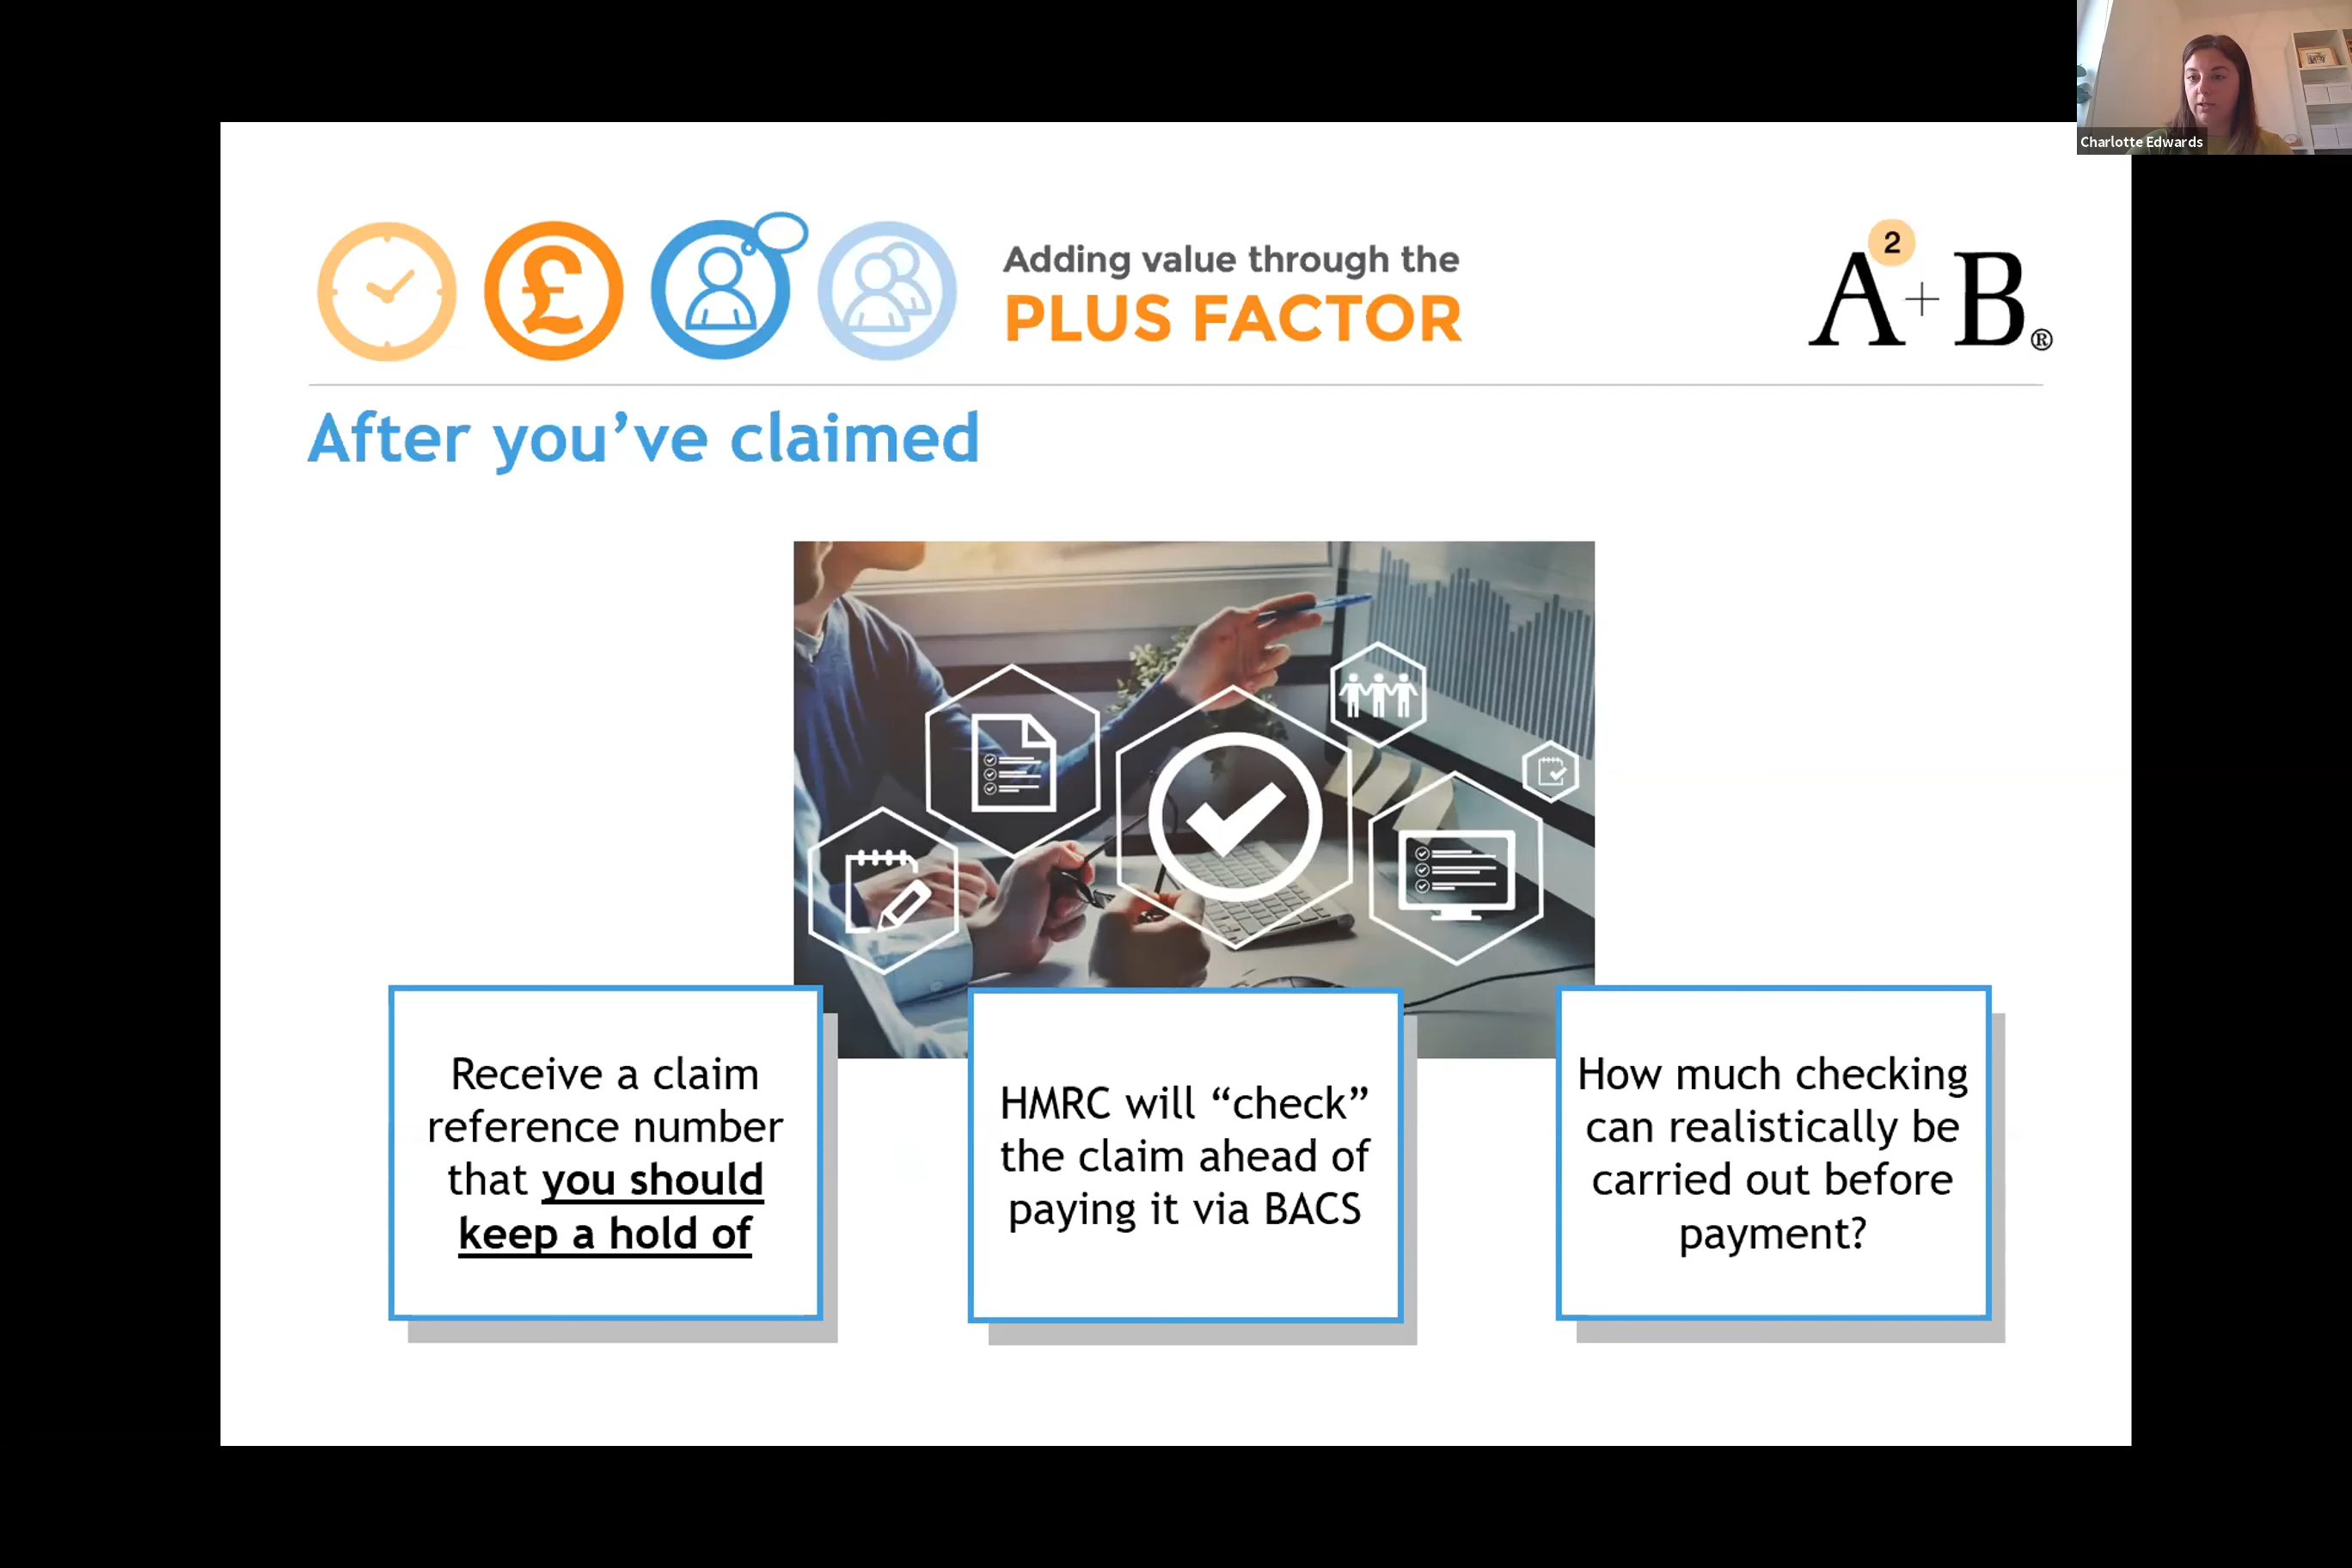 Charlotte Edwards
£
Adding value through the
PLUS FACTOR
A2+B®
After you’ve claimed
Receive a claim
reference number
that you should
keep a hold of
HMRC will “check”
the claim ahead of
paying it via BACS
How much checking
can realistically be
carried out before
payment?